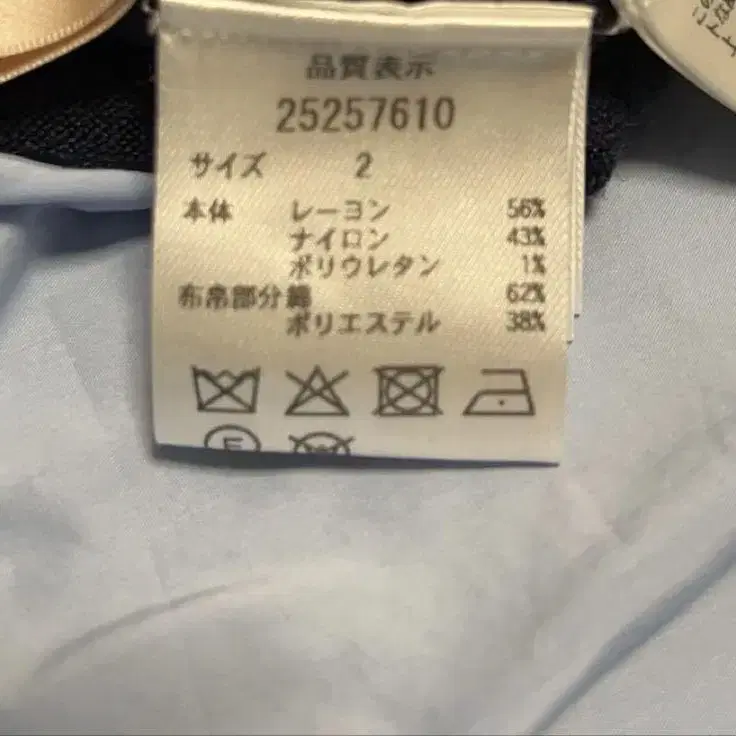 品質表示
25257610
サイズ 2
本体 レーヨン 56%
ナイロン 43%
ポリウレタン 1%
布帛部分綿 62%
ポリエステル 38%